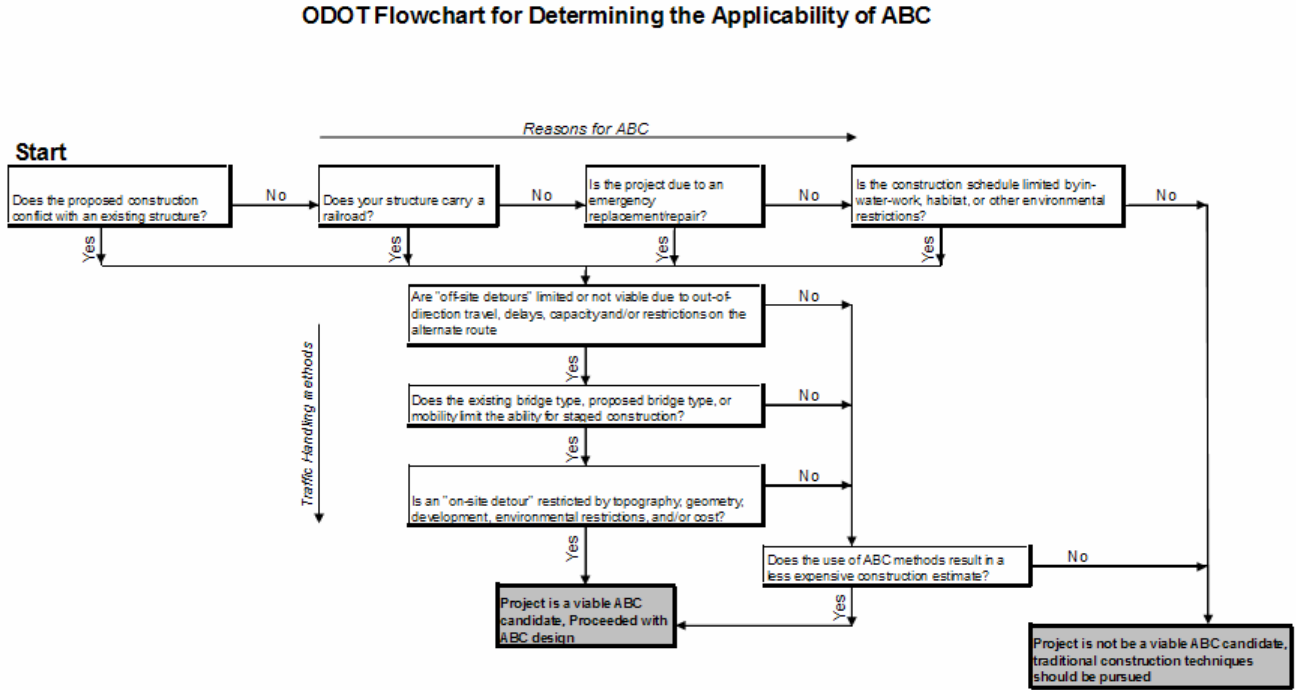 ODOT Flowchart for Determining the Applicability of ABC
Reasons for ABC
Start
Does the proposed construction
conflict with an existing structure?
No
Does your structure carry a
railroad?
No
Is the project due to an
emergency
replacement/repair?
No
Is the construction schedule limited by in-
water-work, habitat, or other environmental
restrictions?
No
Yes
Yes
Yes
Yes
Are "off-site detours" limited or not viable due to out-of-
direction travel, delays, capacity and/or restrictions on the
alternate route
No
Traffic Handling methods
Yes
Does the existing bridge type, proposed bridge type, or
mobility limit the ability for staged construction?
No
Yes
Is an "on-site detour" restricted by topography, geometry,
development, environmental restrictions, and/or cost?
No
Yes
Does the use of ABC methods result in a
less expensive construction estimate?
No
Yes
Project is a viable ABC
candidate, Proceeded with
ABC design
Project is not be a viable ABC candidate,
traditional construction techniques
should be pursued